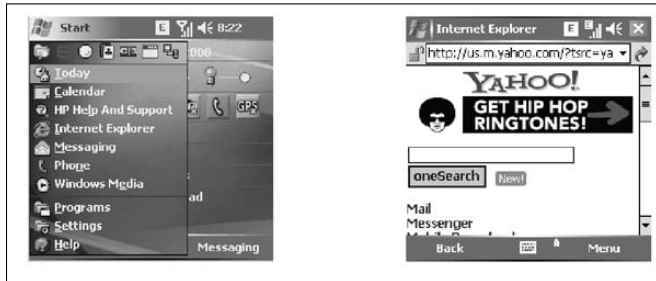 Start E 8:22
Today
Calendar
HP Help And Support
GPS
Internet Explorer
Messaging
Phone
Windows Media
ad
Programs
Settings
Help
Messaging
Internet Explorer E
http://us.m.yahoo.com/?tsrc=ya
YAHOO!
GET HIP HOP
RINGTONES!
oneSearch New!
Mail
Messenger
Back Menu